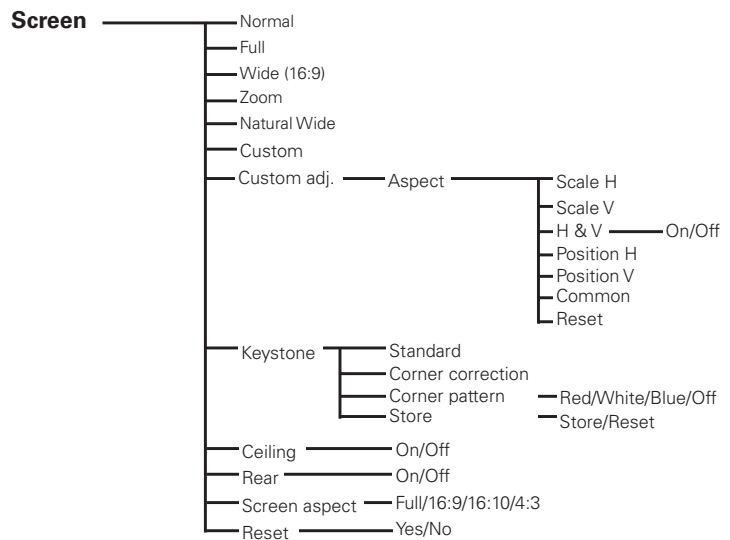 Screen
Normal
Full
Wide (16:9)
Zoom
Natural Wide
Custom
Custom adj. Aspect Scale H
Scale V
H & V On/Off
Position H
Position V
Common
Reset
Keystone Standard
Corner correction
Corner pattern Red/White/Blue/Off
Store Store/Reset
Ceiling On/Off
Rear On/Off
Screen aspect Full/16:9/16:10/4:3
Reset Yes/No